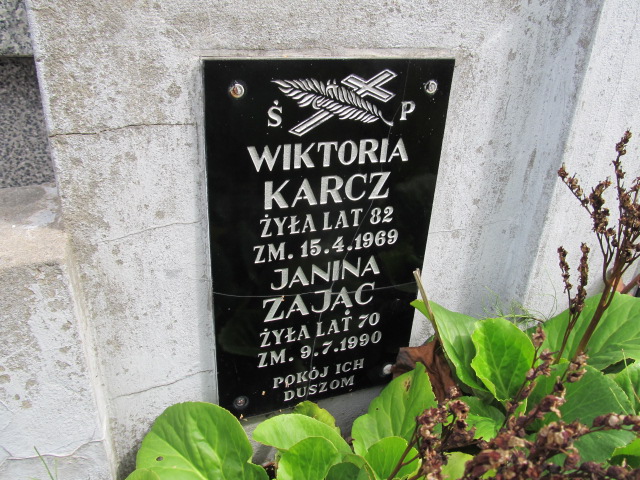 Ś P
WIKTORIA
KARCZ
ŻYŁA LAT 82
ZM. 15.4.1969
JANINA
ZAJĄC
ŻYŁA LAT 70
ZM. 9.7.1990
POKÓJ ICH
DUSZOM